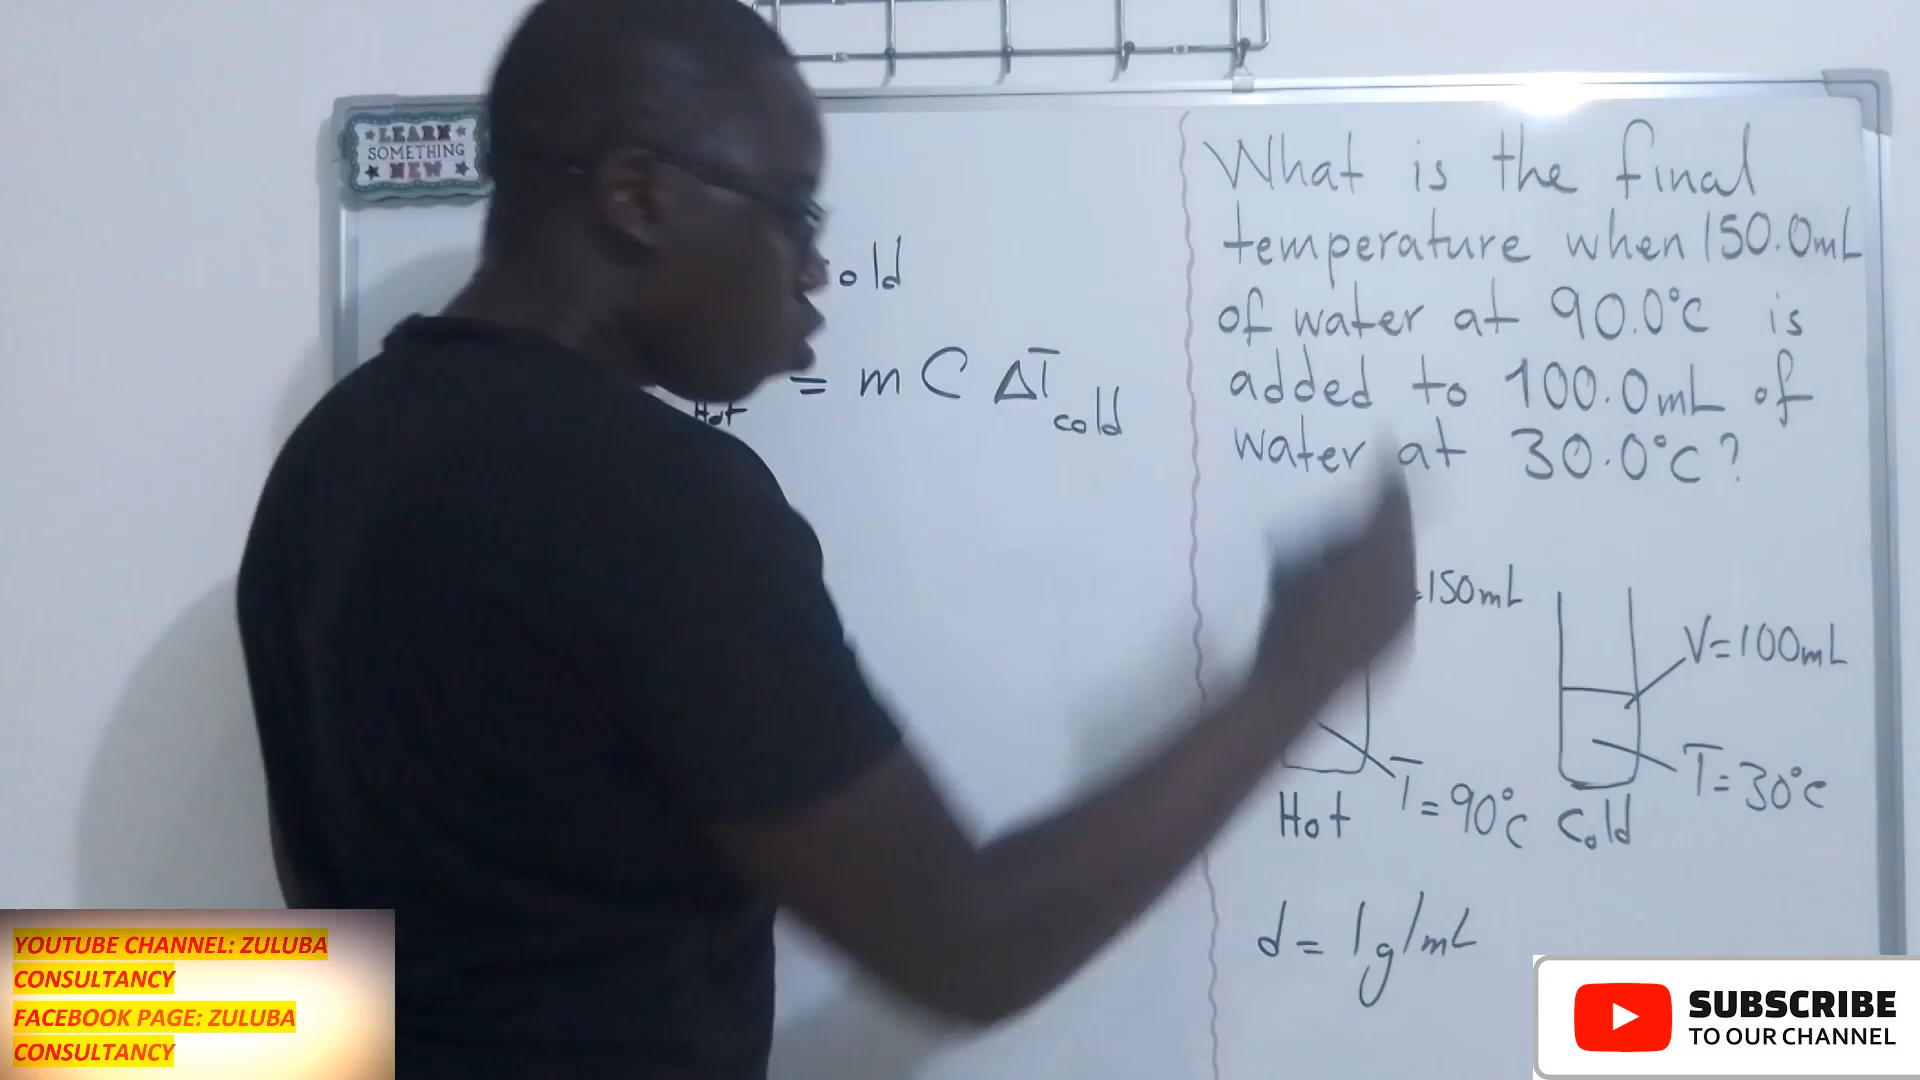 LEARN
SOMETHING
NEW
old
Hot = m C ΔT cold
What is the final
temperature when 150.0mL
of water at 90.0°C is
added to 100.0mL of
water at 30.0°C?
=150mL
V=100mL
T=90°C
T=30°C
Hot
Cold
d = 1g/mL
YOUTUBE CHANNEL: ZULUBA
CONSULTANCY
FACEBOOK PAGE: ZULUBA
CONSULTANCY
SUBSCRIBE
TO OUR CHANNEL